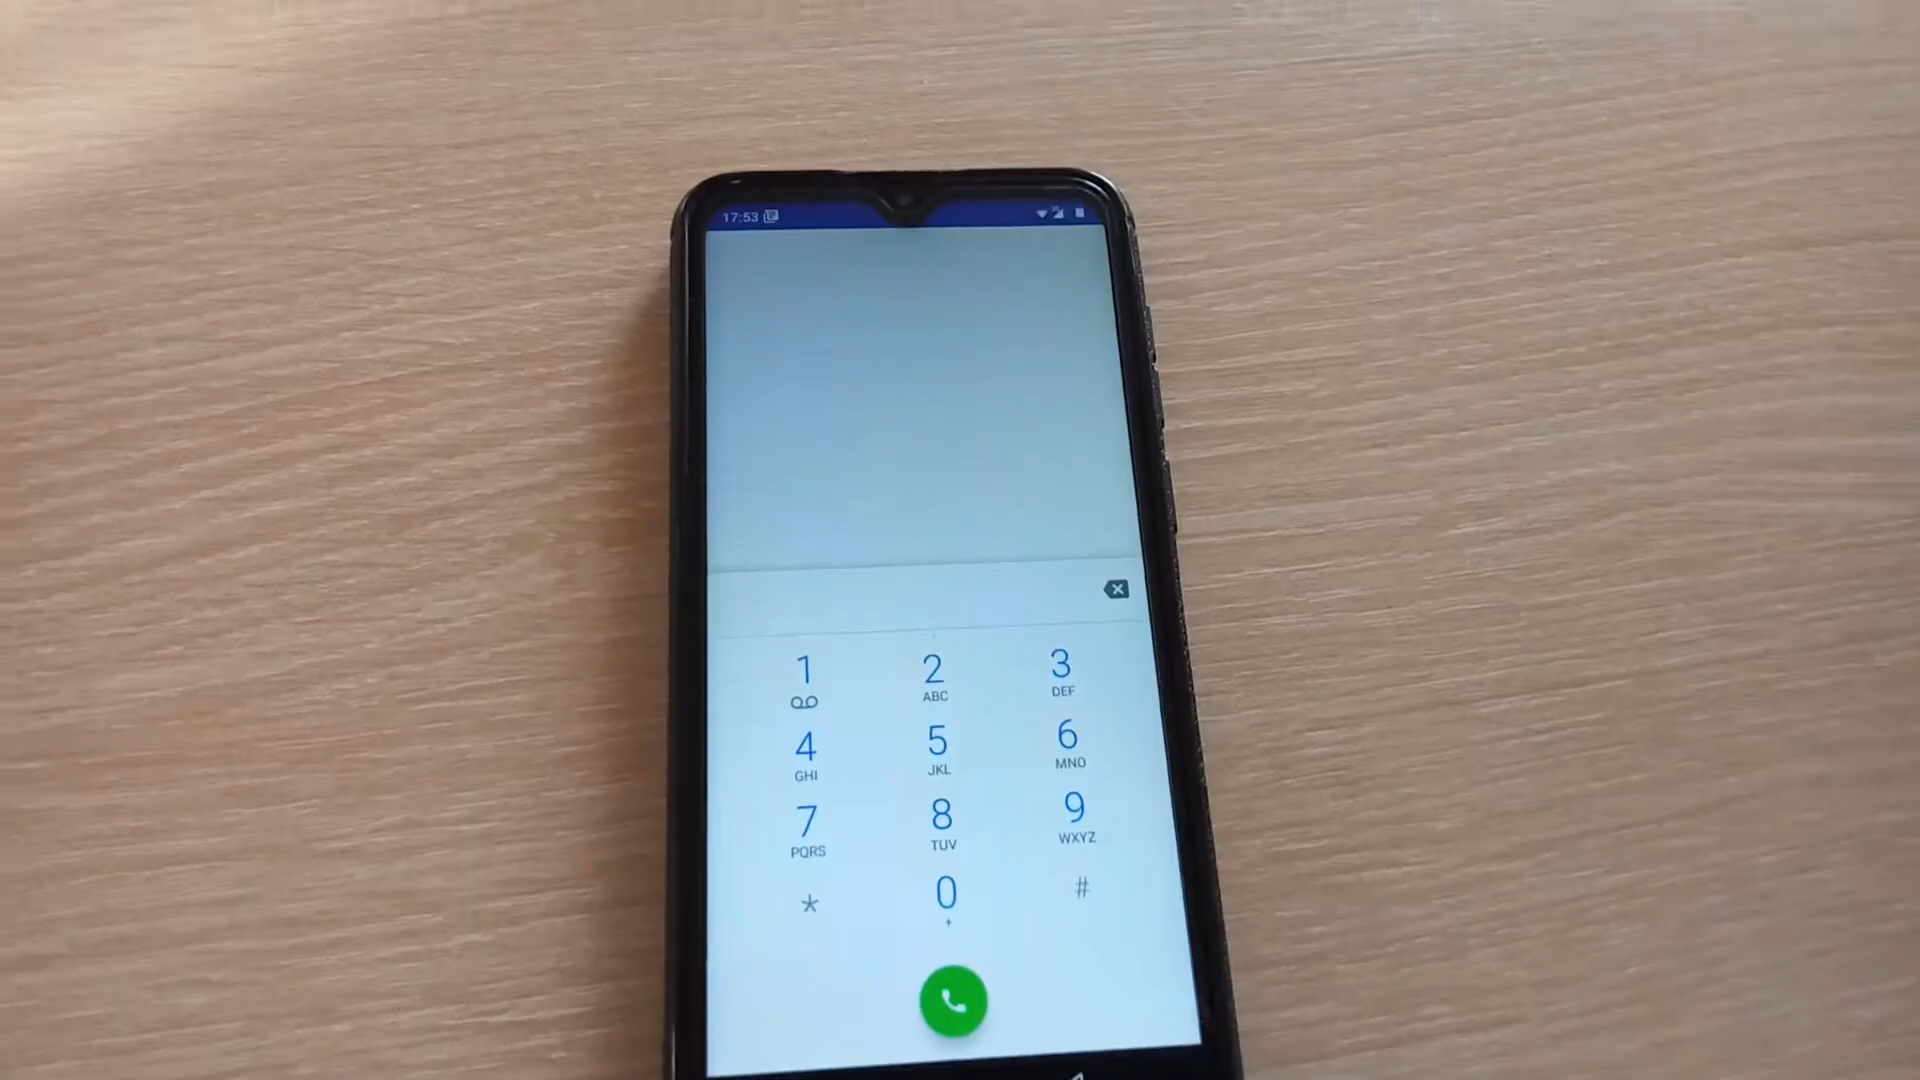 17:53
1 2 3
ABC DEF
4 5 6
GHI JKL MNO
7 8 9
PQRS TUV WXYZ
* 0 #
+